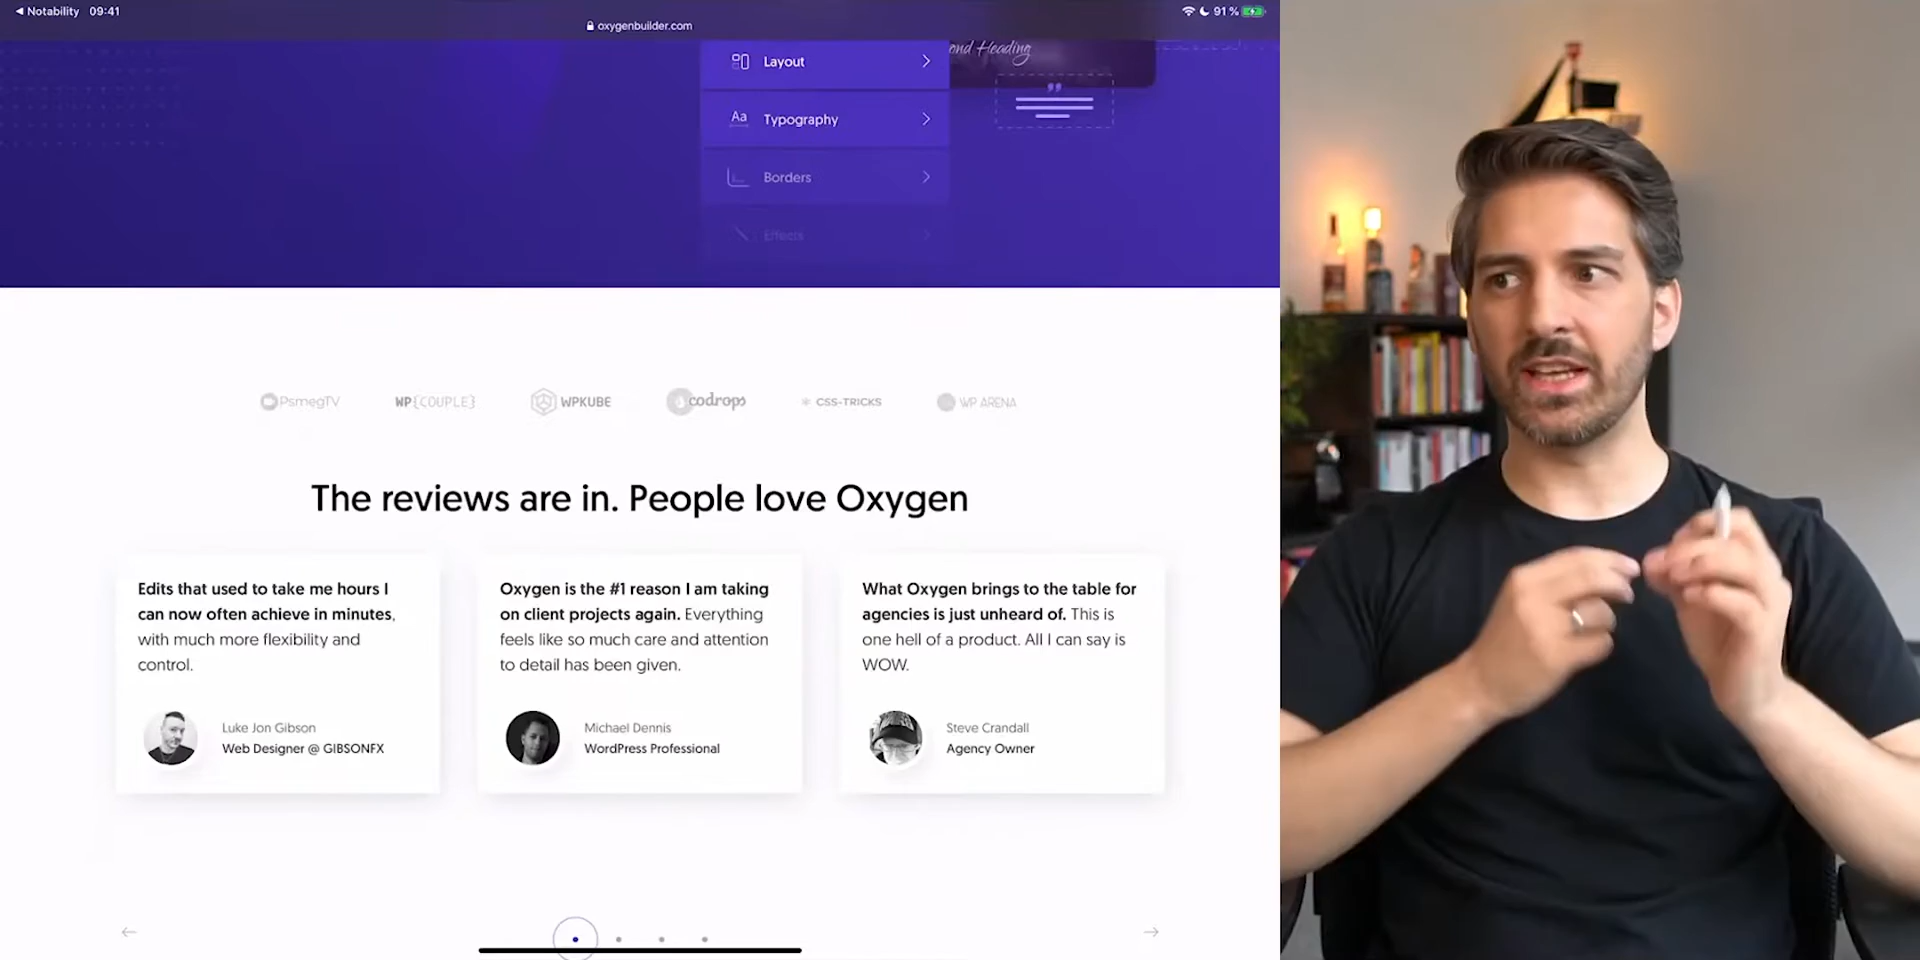 ◀ Notability 09:41
oxygenbuilder.com
91 %
ond Heading
Layout
Aa Typography
Borders
Effects
PsmegTV WP{COUPLE} WPKUBE codrops CSS-TRICKS WP ARENA
The reviews are in. People love Oxygen
Edits that used to take me hours I
can now often achieve in minutes,
with much more flexibility and
control.
Luke Jon Gibson
Web Designer @ GIBSONFX
Oxygen is the #1 reason I am taking
on client projects again. Everything
feels like so much care and attention
to detail has been given.
Michael Dennis
WordPress Professional
What Oxygen brings to the table for
agencies is just unheard of. This is
one hell of a product. All I can say is
WOW.
Steve Crandall
Agency Owner